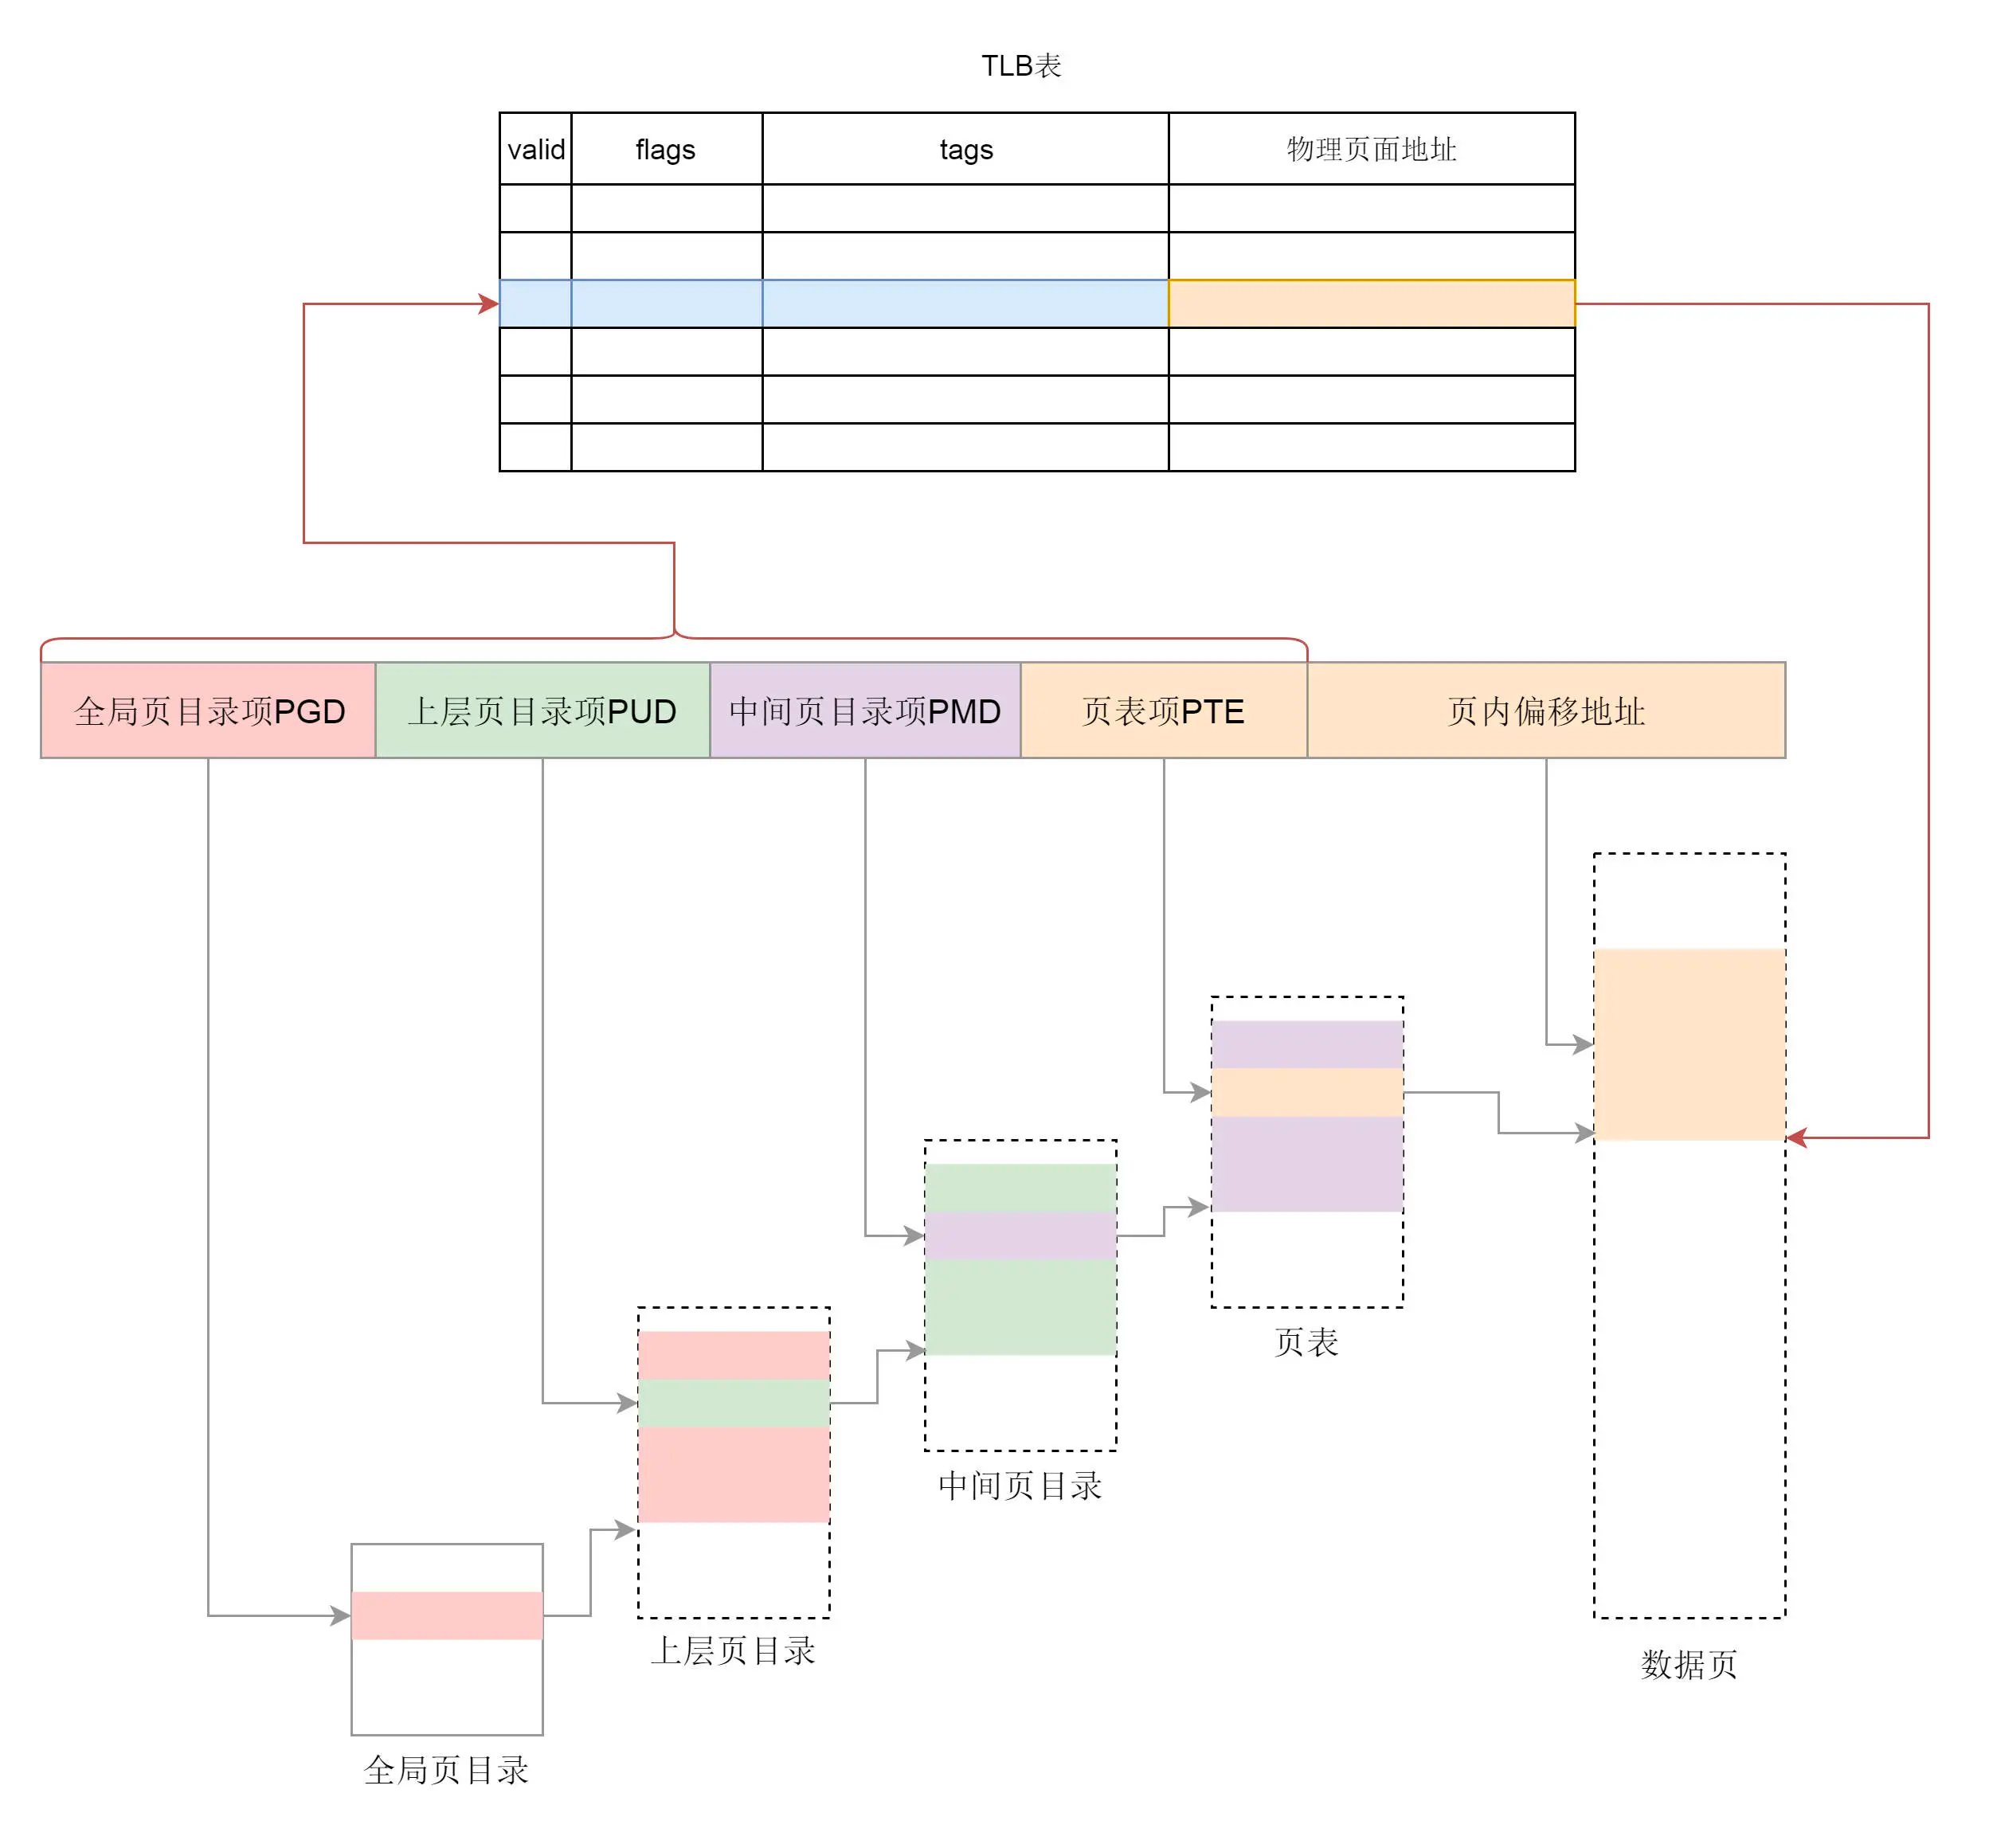 TLB表
valid
flags
tags
物理页面地址
全局页目录项PGD
上层页目录项PUD
中间页目录项PMD
页表项PTE
页内偏移地址
页表
中间页目录
上层页目录
数据页
全局页目录